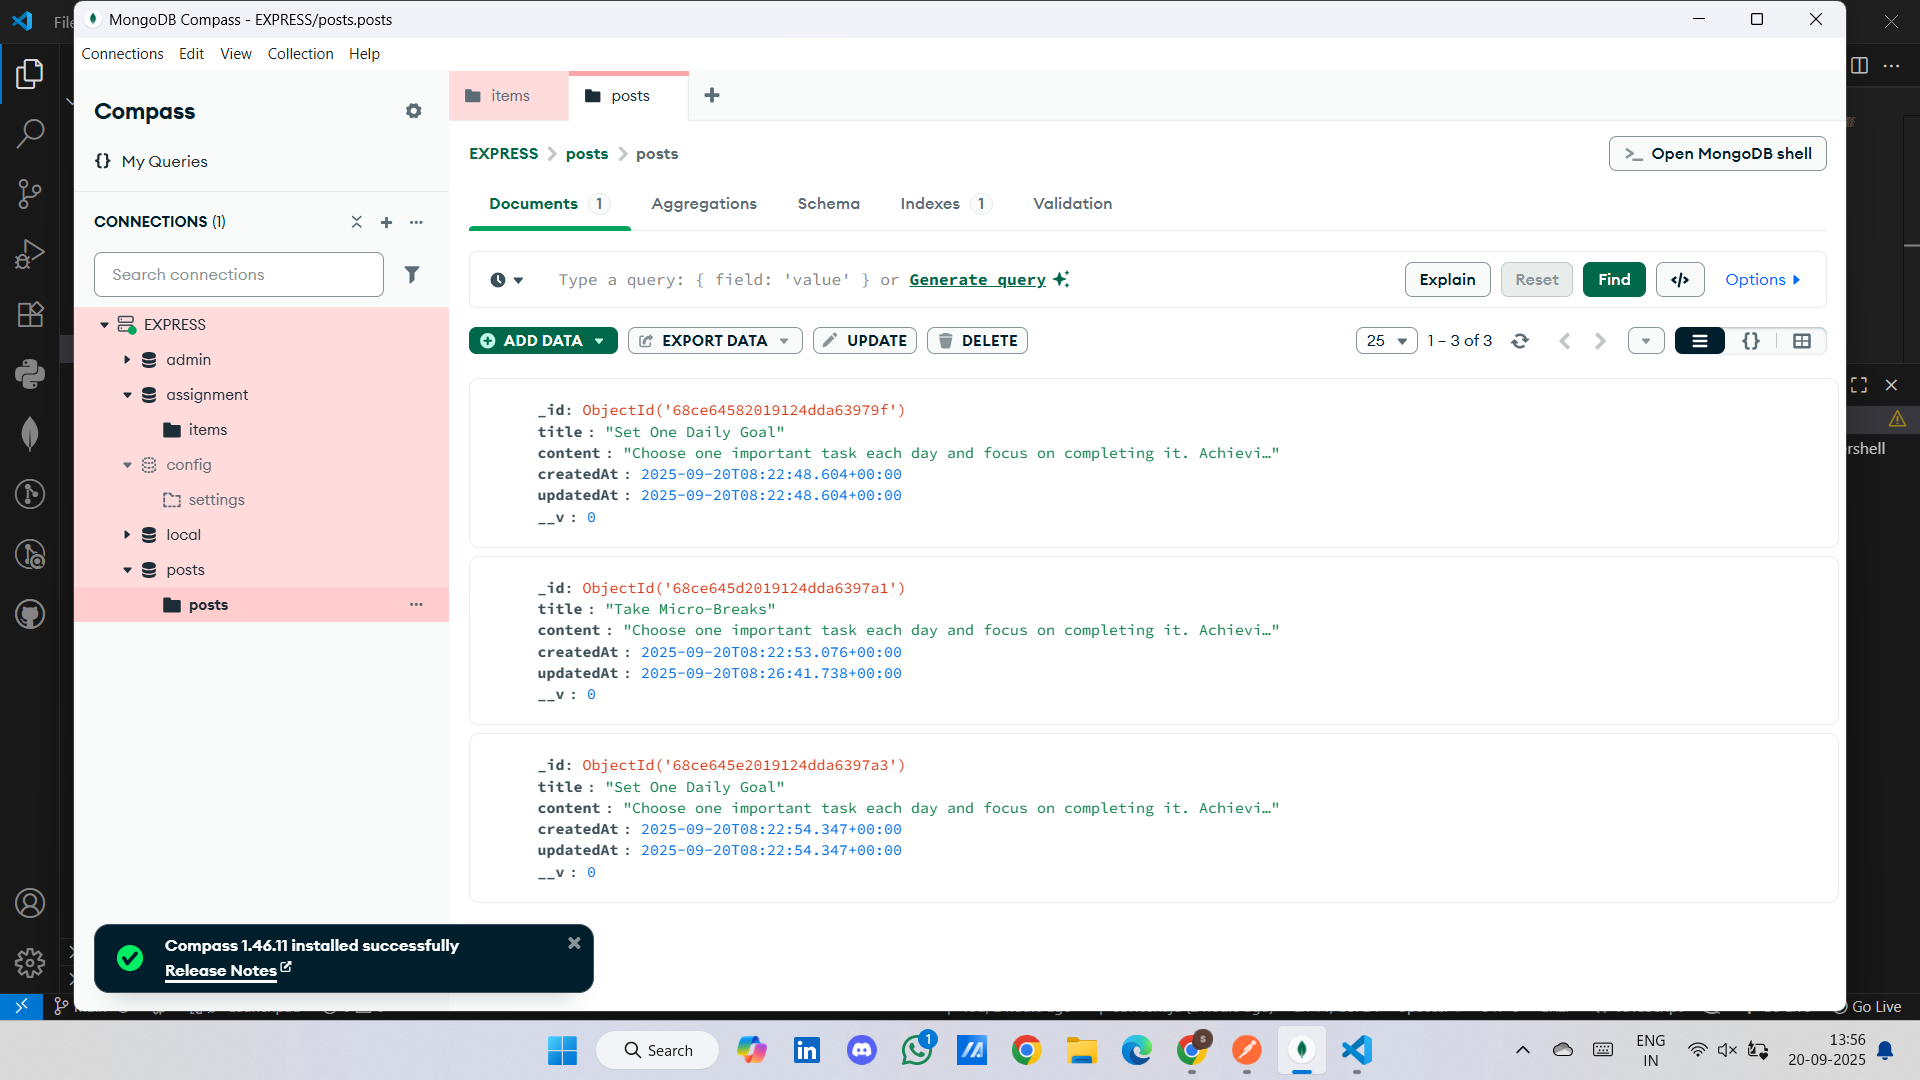 File
MongoDB Compass - EXPRESS/posts.posts
Connections Edit View Collection Help
Compass
{} My Queries
CONNECTIONS (1)
Search connections
EXPRESS
admin
assignment
items
config
settings
local
posts
posts
items
posts
EXPRESS > posts > posts
>_ Open MongoDB shell
Documents 1 Aggregations Schema Indexes 1 Validation
Type a query: { field: 'value' } or Generate query
Explain Reset Find </> Options
ADD DATA EXPORT DATA UPDATE DELETE
25 1 – 3 of 3 {}
_id: ObjectId('68ce64582019124dda63979f')
title : "Set One Daily Goal"
content : "Choose one important task each day and focus on completing it. Achievi…"
createdAt : 2025-09-20T08:22:48.604+00:00
updatedAt : 2025-09-20T08:22:48.604+00:00
__v : 0
_id: ObjectId('68ce645d2019124dda6397a1')
title : "Take Micro-Breaks"
content : "Choose one important task each day and focus on completing it. Achievi…"
createdAt : 2025-09-20T08:22:53.076+00:00
updatedAt : 2025-09-20T08:26:41.738+00:00
__v : 0
_id: ObjectId('68ce645e2019124dda6397a3')
title : "Set One Daily Goal"
content : "Choose one important task each day and focus on completing it. Achievi…"
createdAt : 2025-09-20T08:22:54.347+00:00
updatedAt : 2025-09-20T08:22:54.347+00:00
__v : 0
Compass 1.46.11 installed successfully
Release Notes
rshell
Go Live
Search
1
ENG
IN
13:56
20-09-2025